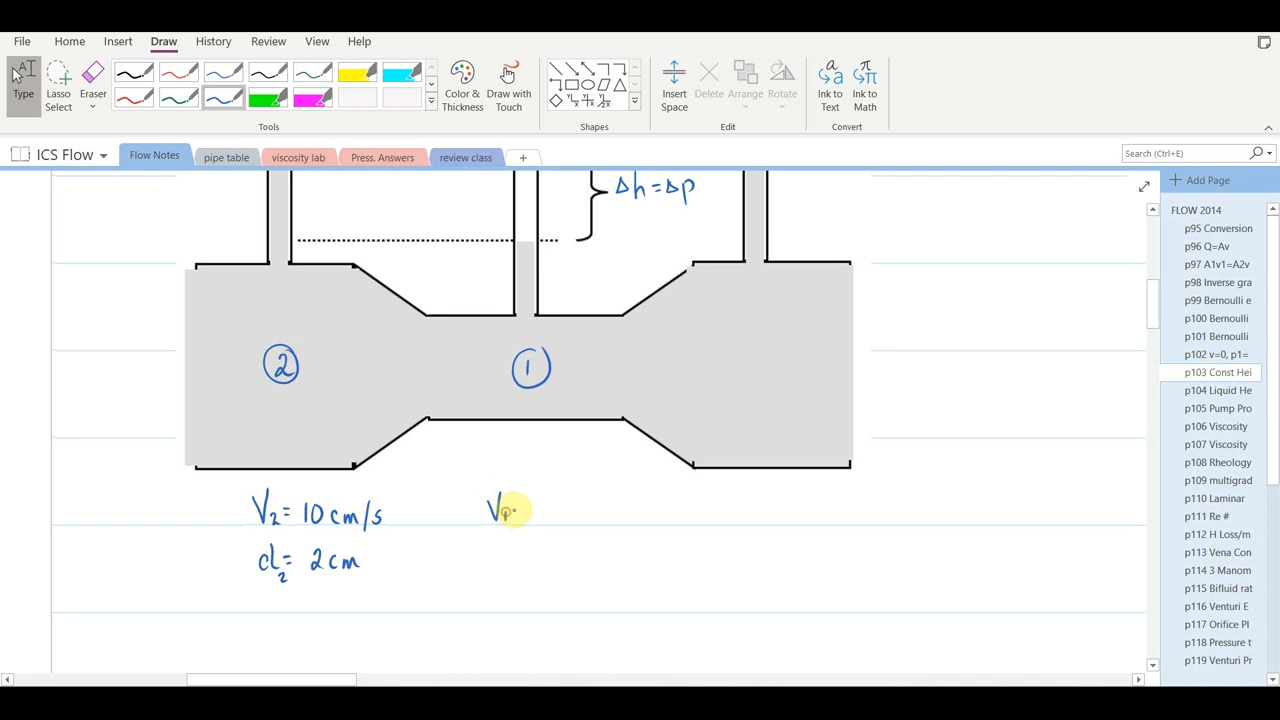 File Home Insert Draw History Review View Help
Type
Lasso Select
Eraser
Color & Thickness
Draw with Touch
Insert Space
Delete
Arrange
Rotate
Ink to Text
Ink to Math
Tools
Shapes
Edit
Convert
ICS Flow
Flow Notes
pipe table
viscosity lab
Press. Answers
review class
Search (Ctrl+E)
Δh = Δp
2
1
V2 = 10 cm/s
d2 = 2 cm
V1
Add Page
FLOW 2014
p95 Conversion
p96 Q=Av
p97 A1v1=A2v
p98 Inverse gra
p99 Bernoulli e
p100 Bernoulli
p101 Bernoulli
p102 v=0, p1=
p103 Const Hei
p104 Liquid He
p105 Pump Pro
p106 Viscosity
p107 Viscosity
p108 Rheology
p109 multigrad
p110 Laminar
p111 Re #
p112 H Loss/m
p113 Vena Con
p114 3 Manom
p115 Bifluid rat
p116 Venturi E
p117 Orifice Pl
p118 Pressure t
p119 Venturi Pr